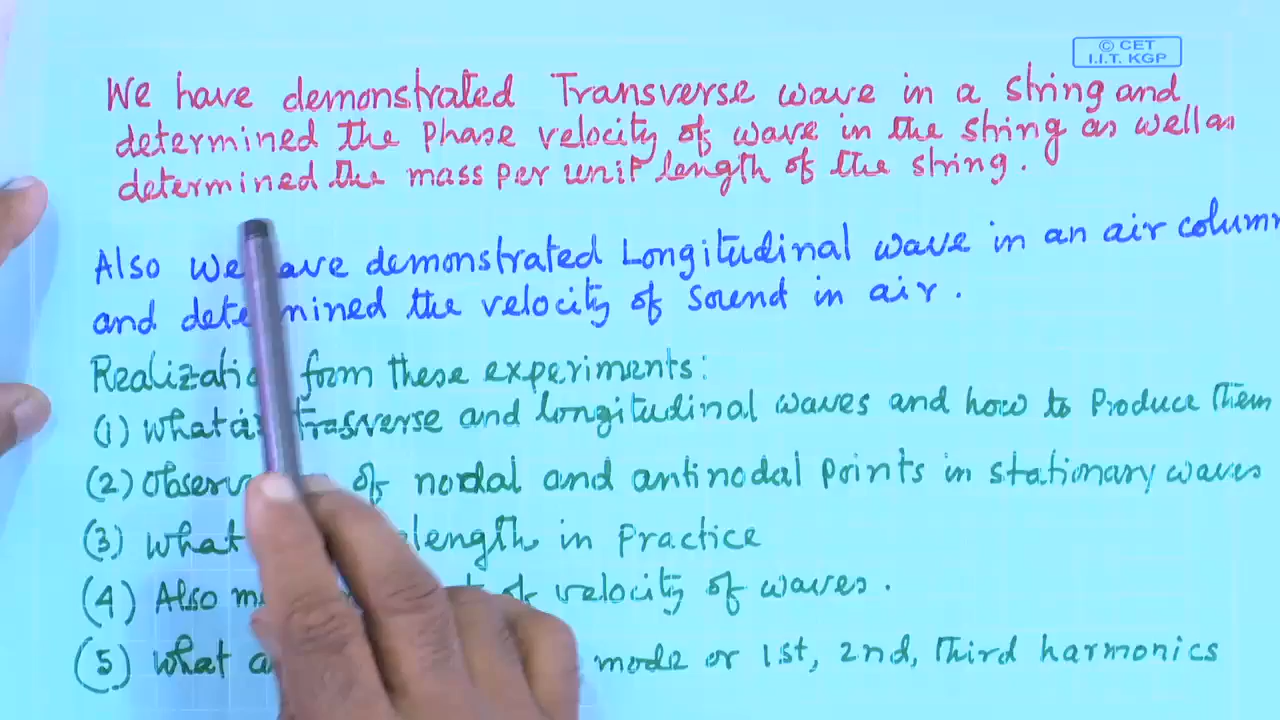 © CET
I.I.T. KGP
We have demonstrated Transverse wave in a string and
determined the phase velocity of wave in the string as well as
determined the mass per unit length of the string.
Also we have demonstrated Longitudinal wave in an air column
and determined the velocity of sound in air.
from these experiments:
(1) what is trasverse and longitudinal waves and how to produce them
(2) of nodal and antinodal points in stationary waves
(3) what length in practice
(4) Also of velocity of waves.
(5) what mode or 1st, 2nd, Third harmonics